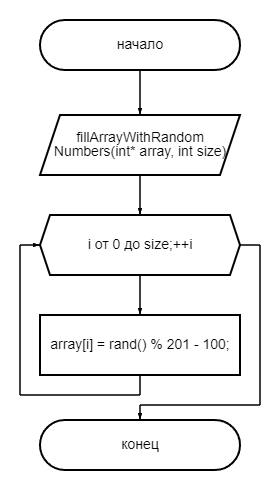 начало
fillArrayWithRandom
Numbers(int* array, int size)
i от 0 до size;++i
array[i] = rand() % 201 - 100;
конец